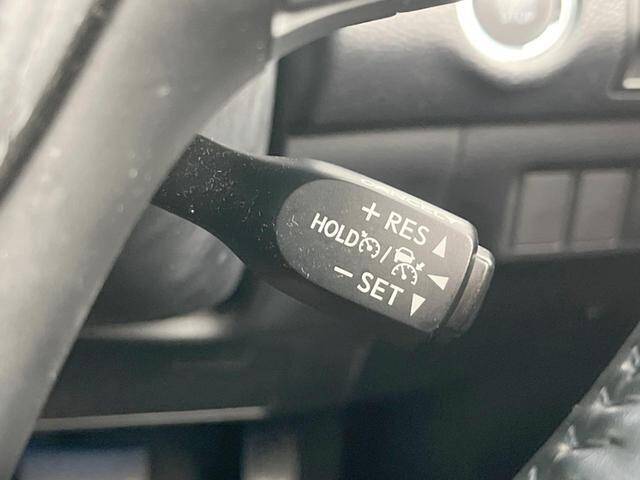 + RES ▲
HOLD / ◀
− SET ▼